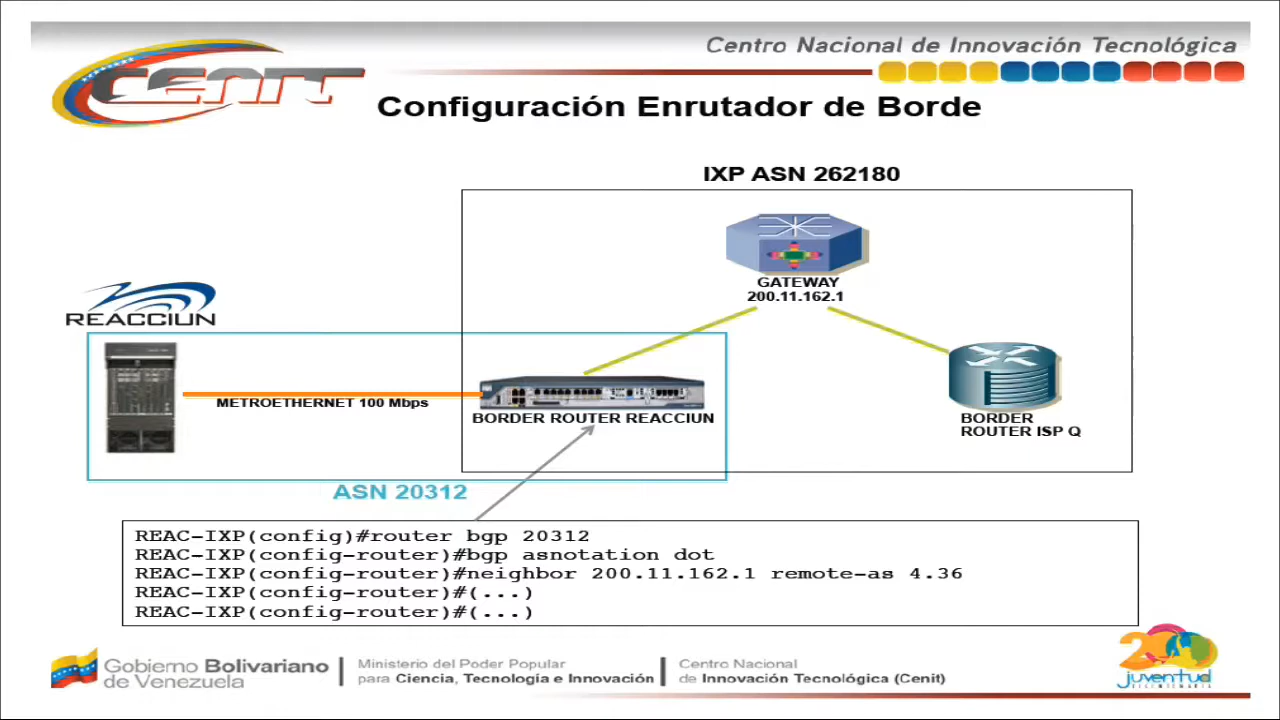 Centro Nacional de Innovación Tecnológica
CENIT
Configuración Enrutador de Borde
IXP ASN 262180
GATEWAY
200.11.162.1
REACCIUN
METROETHERNET 100 Mbps
BORDER ROUTER REACCIUN
BORDER
ROUTER ISP Q
ASN 20312
REAC-IXP(config)#router bgp 20312
REAC-IXP(config-router)#bgp asnotation dot
REAC-IXP(config-router)#neighbor 200.11.162.1 remote-as 4.36
REAC-IXP(config-router)#(...)
REAC-IXP(config-router)#(...)
Gobierno Bolivariano
de Venezuela
Ministerio del Poder Popular
para Ciencia, Tecnología e Innovación
Centro Nacional
de Innovación Tecnológica (Cenit)
20
juventud